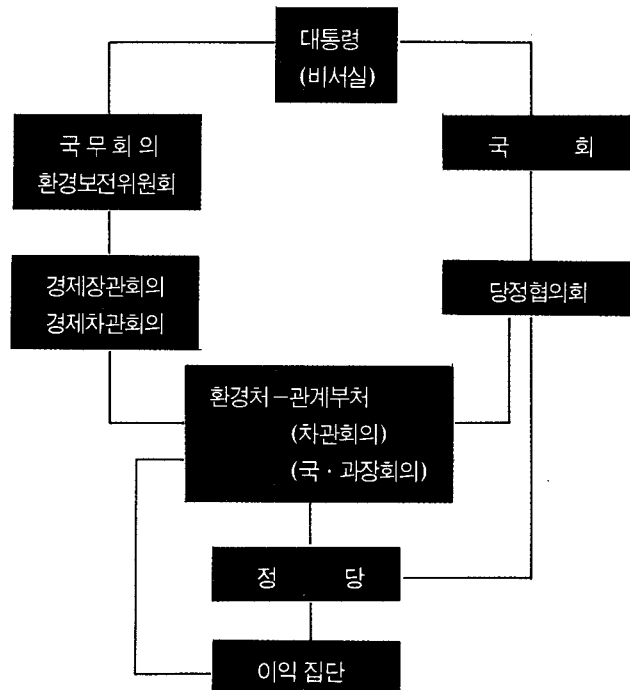 대통령
(비서실)
국 무 회 의
환경보전위원회
국 회
경제장관회의
경제차관회의
당정협의회
환경처-관계부처
(차관회의)
(국·과장회의)
정 당
이익 집단